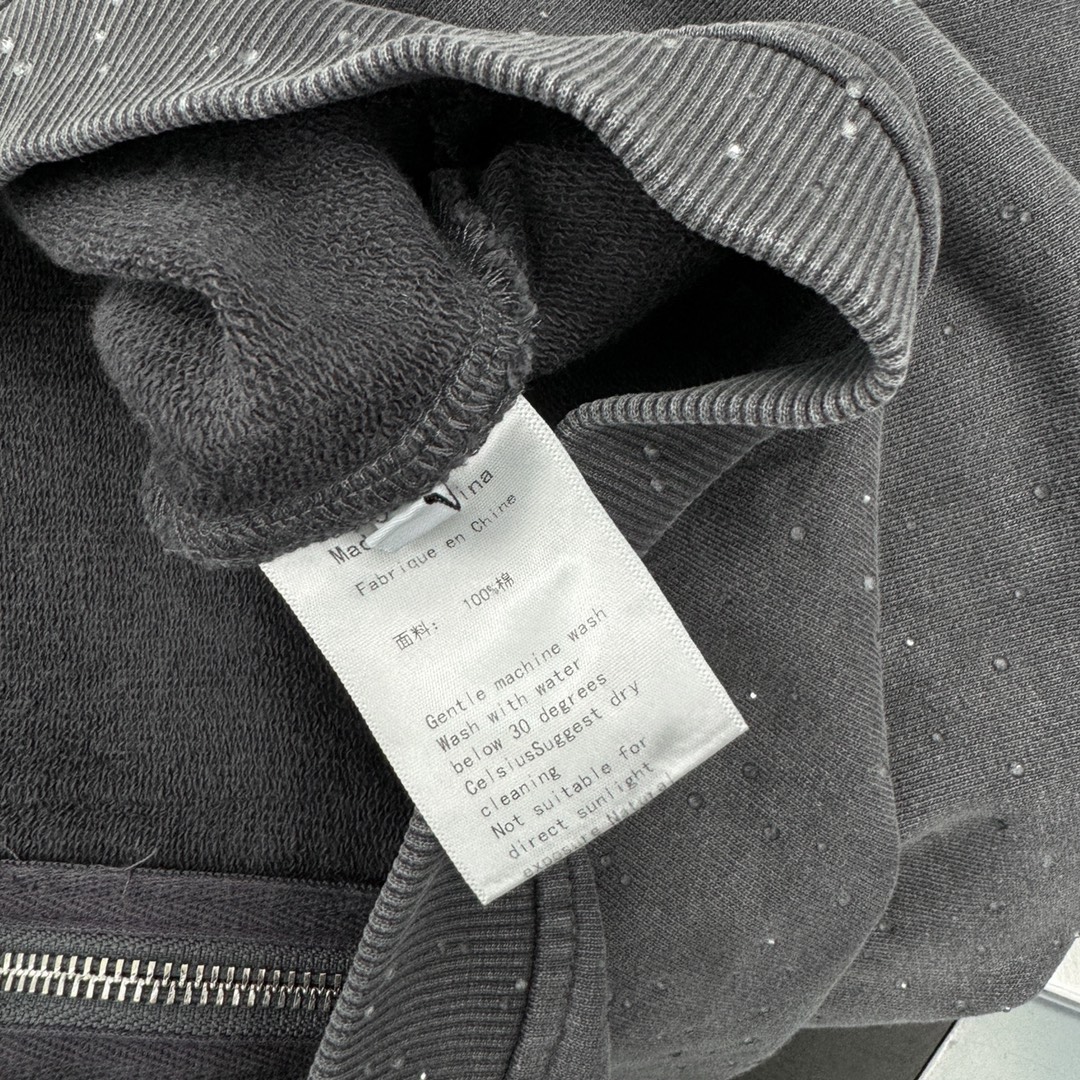 Fabrique en Chine
面料: 100%棉
Gentle machine wash
Wash with water
below 30 degrees
CelsiusSuggest dry
cleaning
Not suitable for
direct sunlight
exposure